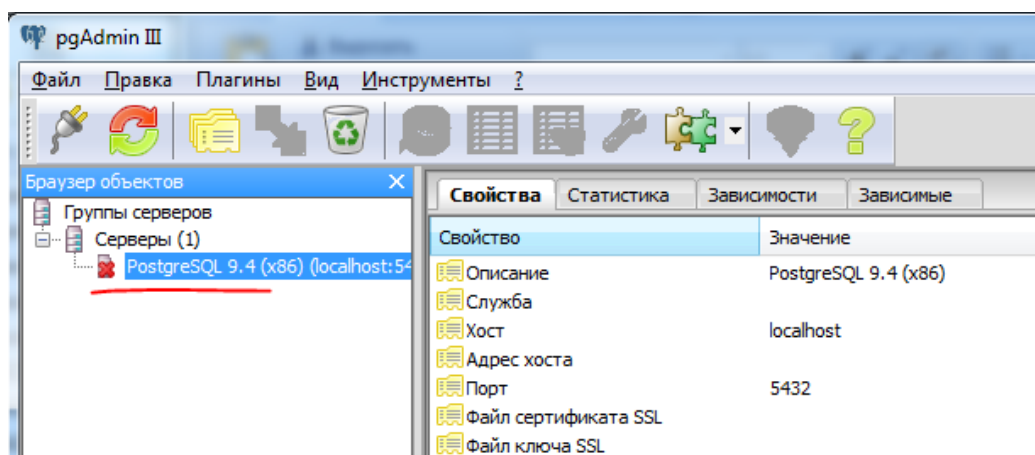 pgAdmin III
Файл Правка Плагины Вид Инструменты ?
Браузер объектов
Группы серверов
Серверы (1)
PostgreSQL 9.4 (x86) (localhost:54
Свойства Статистика Зависимости Зависимые
Свойство Значение
Описание PostgreSQL 9.4 (x86)
Служба
Хост localhost
Адрес хоста
Порт 5432
Файл сертификата SSL
Файл ключа SSL